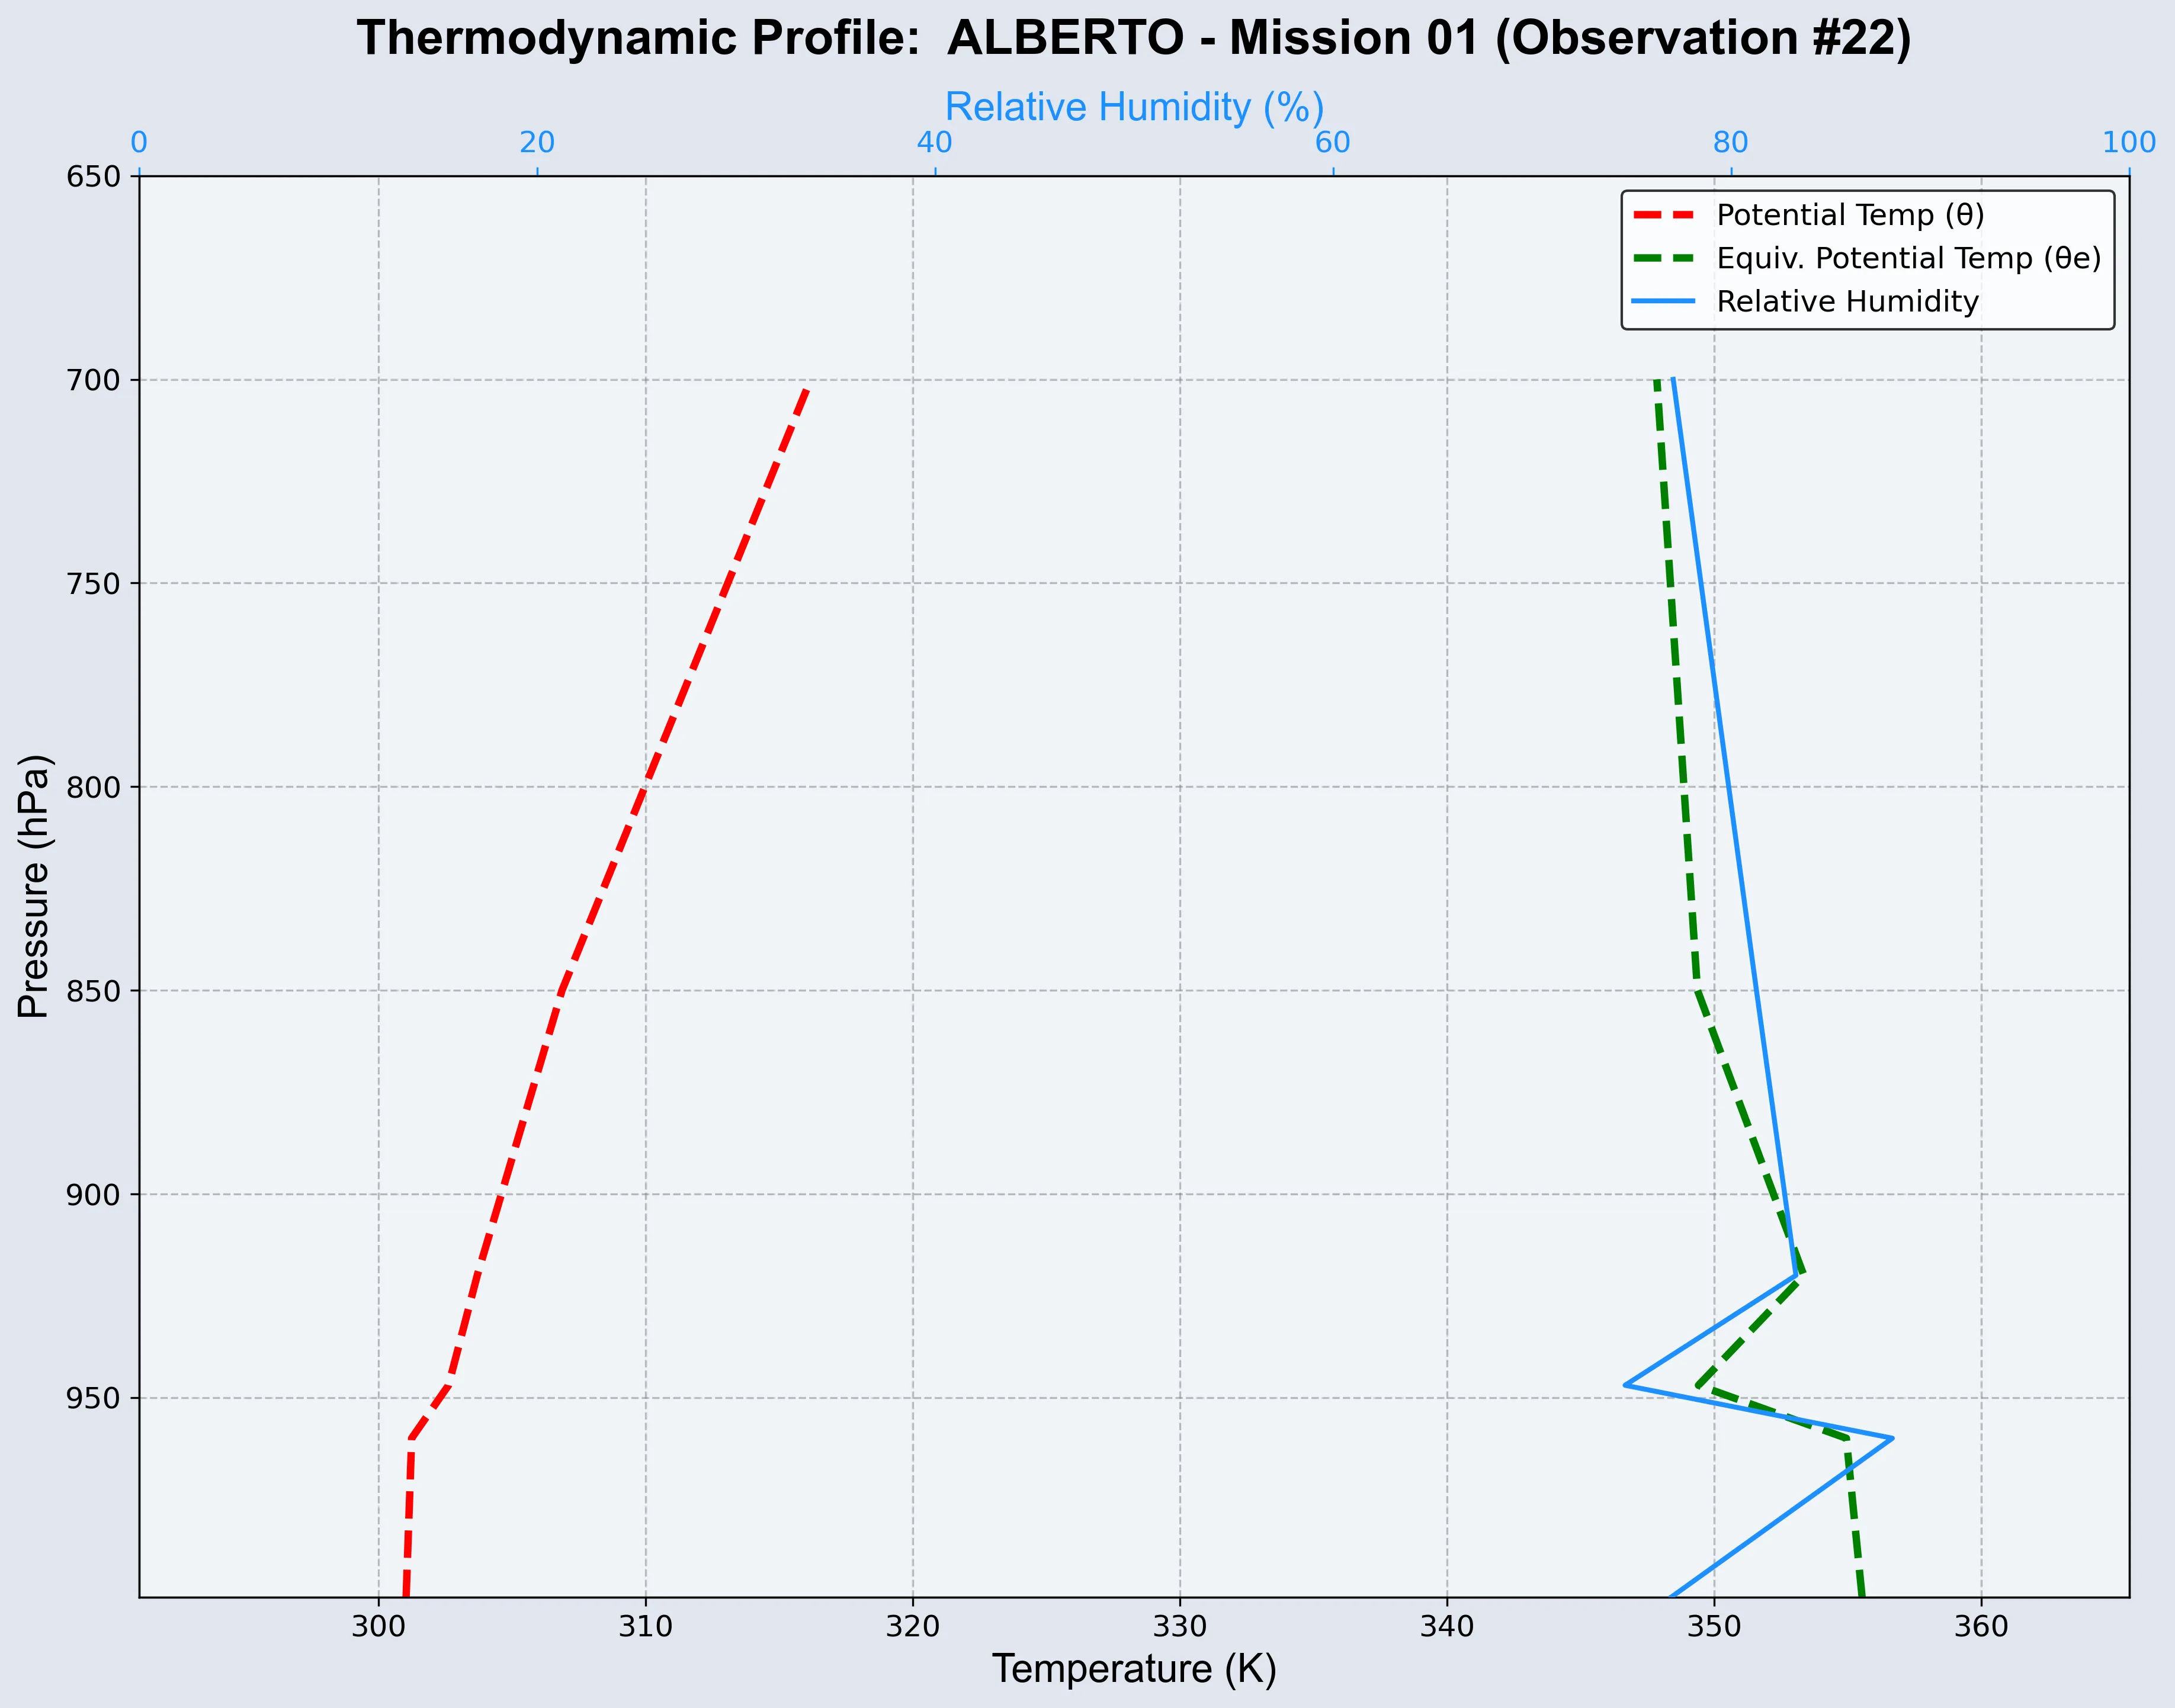 Thermodynamic Profile:  ALBERTO - Mission 01 (Observation #22)
Relative Humidity (%)
0 20 40 60 80 100
Potential Temp (θ)
Equiv. Potential Temp (θe)
Relative Humidity
650
700
750
800
850
900
950
Pressure (hPa)
300 310 320 330 340 350 360
Temperature (K)